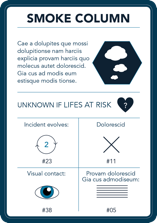 SMOKE COLUMN
Cae a dolupites que mossi
dolupitionse nam harciis
explicia provam harciis quo
molecus autet dolorescid.
Gia cus ad modis eum
estisque modis tionse.
UNKNOWN IF LIFES AT RISK ?
Incident evolves:
2
#23
Dolorescid
#11
Visual contact:
#38
Provam dolorescid
Gia cus admodiseum:
#05